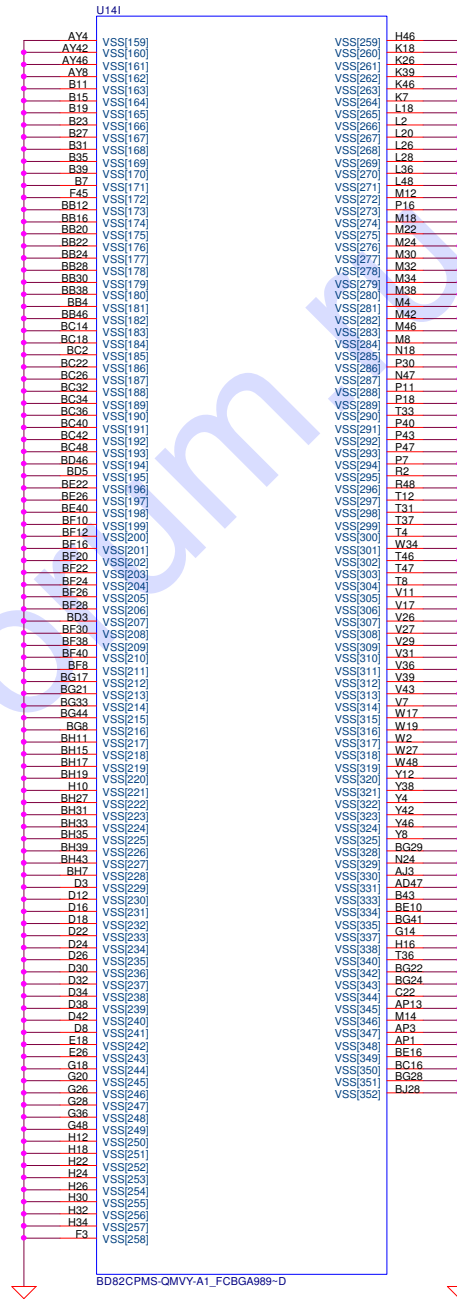 U14I
AY4 VSS[159] VSS[259] H46
AY42 VSS[160] VSS[260] K18
AY46 VSS[161] VSS[261] K26
AY8 VSS[162] VSS[262] K39
B11 VSS[163] VSS[263] K46
B15 VSS[164] VSS[264] K7
B19 VSS[165] VSS[265] L18
B23 VSS[166] VSS[266] L2
B27 VSS[167] VSS[267] L20
B31 VSS[168] VSS[268] L26
B35 VSS[169] VSS[269] L28
B39 VSS[170] VSS[270] L36
B7 VSS[171] VSS[271] L48
F45 VSS[172] VSS[272] M12
BB12 VSS[173] VSS[273] P16
BB16 VSS[174] VSS[274] M18
BB20 VSS[175] VSS[275] M22
BB22 VSS[176] VSS[276] M24
BB24 VSS[177] VSS[277] M30
BB28 VSS[178] VSS[278] M32
BB30 VSS[179] VSS[279] M34
BB38 VSS[180] VSS[280] M38
BB4 VSS[181] VSS[281] M4
BB46 VSS[182] VSS[282] M42
BC14 VSS[183] VSS[283] M46
BC18 VSS[184] VSS[284] M8
BC2 VSS[185] VSS[285] N18
BC22 VSS[186] VSS[286] P30
BC26 VSS[187] VSS[287] N47
BC32 VSS[188] VSS[288] P11
BC34 VSS[189] VSS[289] P18
BC36 VSS[190] VSS[290] T33
BC40 VSS[191] VSS[291] P40
BC42 VSS[192] VSS[292] P43
BC48 VSS[193] VSS[293] P47
BD46 VSS[194] VSS[294] P7
BD5 VSS[195] VSS[295] R2
BE22 VSS[196] VSS[296] R48
BE26 VSS[197] VSS[297] T12
BE40 VSS[198] VSS[298] T31
BF10 VSS[199] VSS[299] T37
BF12 VSS[200] VSS[300] T4
BF16 VSS[201] VSS[301] W34
BF20 VSS[202] VSS[302] T46
BF22 VSS[203] VSS[303] T47
BF24 VSS[204] VSS[304] T8
BF26 VSS[205] VSS[305] V11
BF28 VSS[206] VSS[306] V17
BD3 VSS[207] VSS[307] V26
BF30 VSS[208] VSS[308] V27
BF38 VSS[209] VSS[309] V29
BF40 VSS[210] VSS[310] V31
BF8 VSS[211] VSS[311] V36
BG17 VSS[212] VSS[312] V39
BG21 VSS[213] VSS[313] V43
BG33 VSS[214] VSS[314] V7
BG44 VSS[215] VSS[315] W17
BG8 VSS[216] VSS[316] W19
BH11 VSS[217] VSS[317] W2
BH15 VSS[218] VSS[318] W27
BH17 VSS[219] VSS[319] W48
BH19 VSS[220] VSS[320] Y12
H10 VSS[221] VSS[321] Y38
BH27 VSS[222] VSS[322] Y4
BH31 VSS[223] VSS[323] Y42
BH33 VSS[224] VSS[324] Y46
BH35 VSS[225] VSS[325] Y8
BH39 VSS[226] VSS[328] BG29
BH43 VSS[227] VSS[329] N24
BH7 VSS[228] VSS[330] AJ3
D3 VSS[229] VSS[331] AD47
D12 VSS[230] VSS[333] B43
D16 VSS[231] VSS[334] BE10
D18 VSS[232] VSS[335] BG41
D22 VSS[233] VSS[337] G14
D24 VSS[234] VSS[338] H16
D26 VSS[235] VSS[340] T36
D30 VSS[236] VSS[342] BG22
D32 VSS[237] VSS[343] BG24
D34 VSS[238] VSS[344] C22
D38 VSS[239] VSS[345] AP13
D42 VSS[240] VSS[346] M14
D8 VSS[241] VSS[347] AP3
E18 VSS[242] VSS[348] AP1
E26 VSS[243] VSS[349] BE16
G18 VSS[244] VSS[350] BC16
G20 VSS[245] VSS[351] BG28
G26 VSS[246] VSS[352] BJ28
G28 VSS[247]
G36 VSS[248]
G48 VSS[249]
H12 VSS[250]
H18 VSS[251]
H22 VSS[252]
H24 VSS[253]
H26 VSS[254]
H30 VSS[255]
H32 VSS[256]
H34 VSS[257]
F3 VSS[258]
BD82CPMS-QMVY-A1_FCBGA989~D
orum.ru